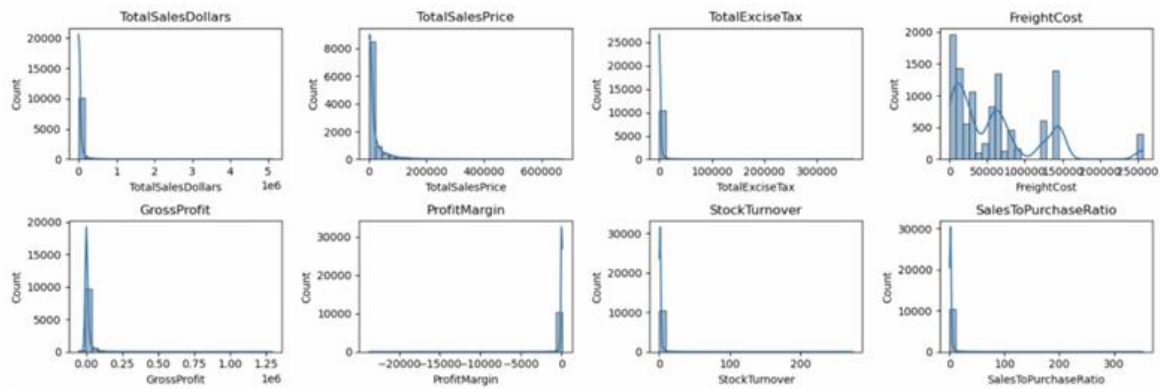 TotalSalesDollars TotalSalesPrice TotalExciseTax FreightCost
20000 15000 10000 5000 0
Count
0 1 2 3 4 5
1e6
TotalSalesDollars
8000 6000 4000 2000 0
Count
0 200000 400000 600000
TotalSalesPrice
25000 20000 15000 10000 5000 0
Count
0 100000 200000 300000
TotalExciseTax
2000 1500 1000 500 0
Count
0 50000 100000 150000 200000 250000
FreightCost
GrossProfit ProfitMargin StockTurnover SalesToPurchaseRatio
20000 15000 10000 5000 0
Count
0.00 0.25 0.50 0.75 1.00 1.25
1e6
GrossProfit
30000 20000 10000 0
Count
−20000 −15000 −10000 −5000 0
ProfitMargin
30000 20000 10000 0
Count
0 100 200
StockTurnover
30000 20000 10000 0
Count
0 100 200 300
SalesToPurchaseRatio